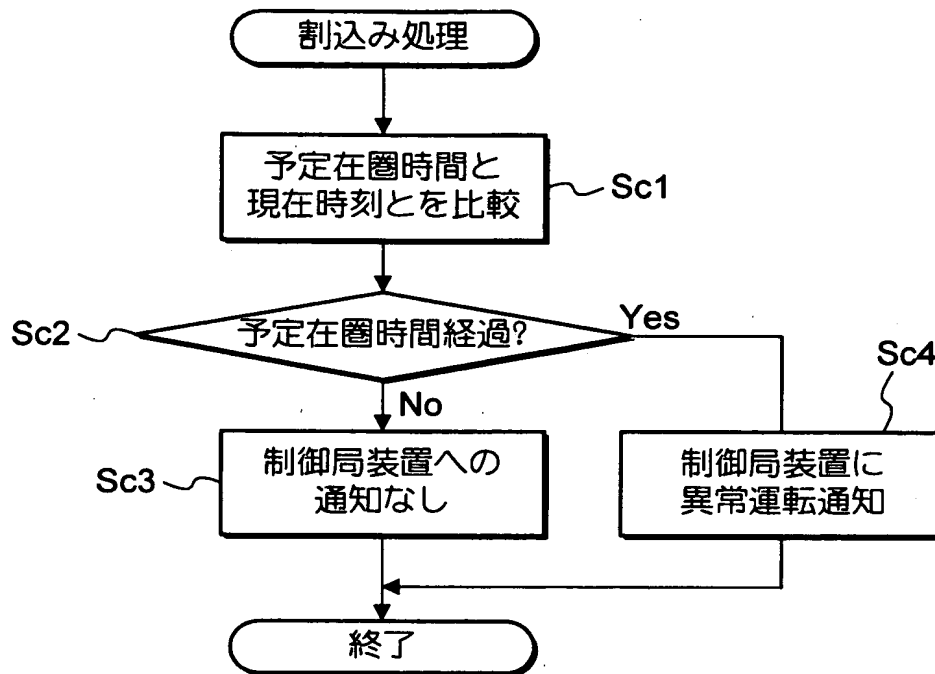 割込み処理
予定在圏時間と
現在時刻とを比較
Sc1
Sc2
予定在圏時間経過?
Yes
Sc4
No
Sc3
制御局装置への
通知なし
制御局装置に
異常運転通知
終了